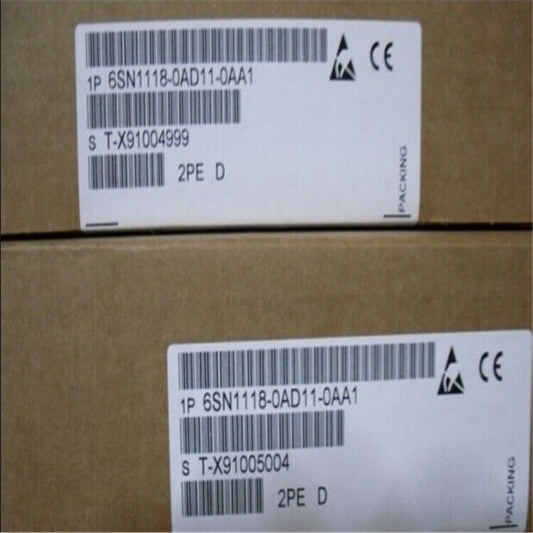 1P 6SN1118-0AD11-0AA1
CE
S T-X91004999
2PE D
PACKING
1P 6SN1118-0AD11-0AA1
CE
S T-X91005004
2PE D
PACKING